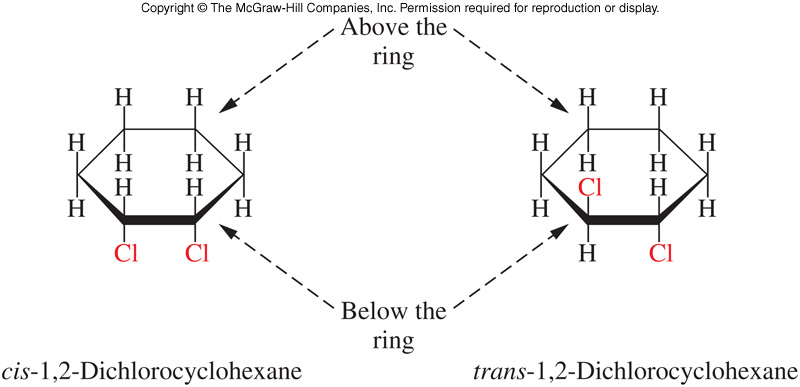 Copyright © The McGraw-Hill Companies, Inc. Permission required for reproduction or display.
Above the
ring
H H H H
H H H H
H H H H
H H Cl H
H H H H
Cl Cl H Cl
Below the
ring
cis-1,2-Dichlorocyclohexane trans-1,2-Dichlorocyclohexane